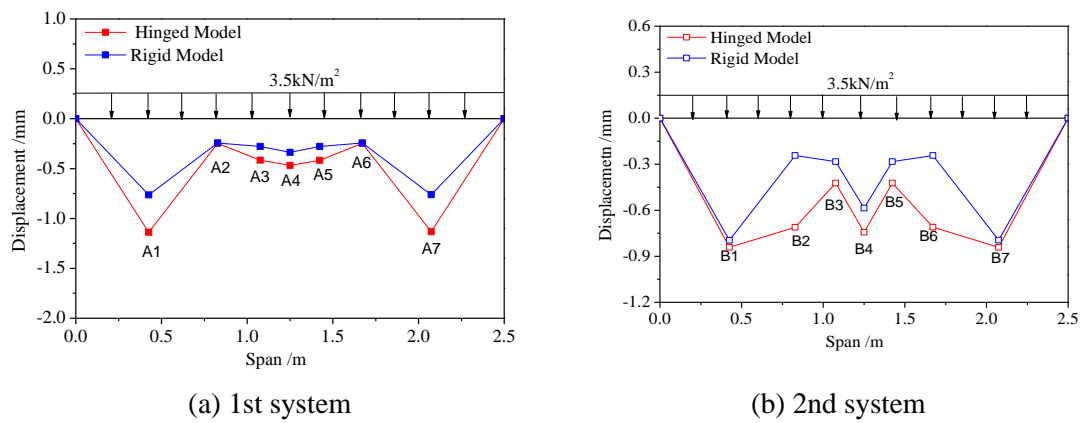 1.0
0.5
0.0
-0.5
-1.0
-1.5
-2.0
Displacement /mm
Hinged Model
Rigid Model
3.5kN/m²
A1
A2
A3
A4
A5
A6
A7
0.0 0.5 1.0 1.5 2.0 2.5
Span /m
(a) 1st system
0.6
0.3
0.0
-0.3
-0.6
-0.9
-1.2
Displacemetn /mm
Hinged Model
Rigid Model
3.5kN/m²
B1
B2
B3
B4
B5
B6
B7
0.0 0.5 1.0 1.5 2.0 2.5
Span /m
(b) 2nd system